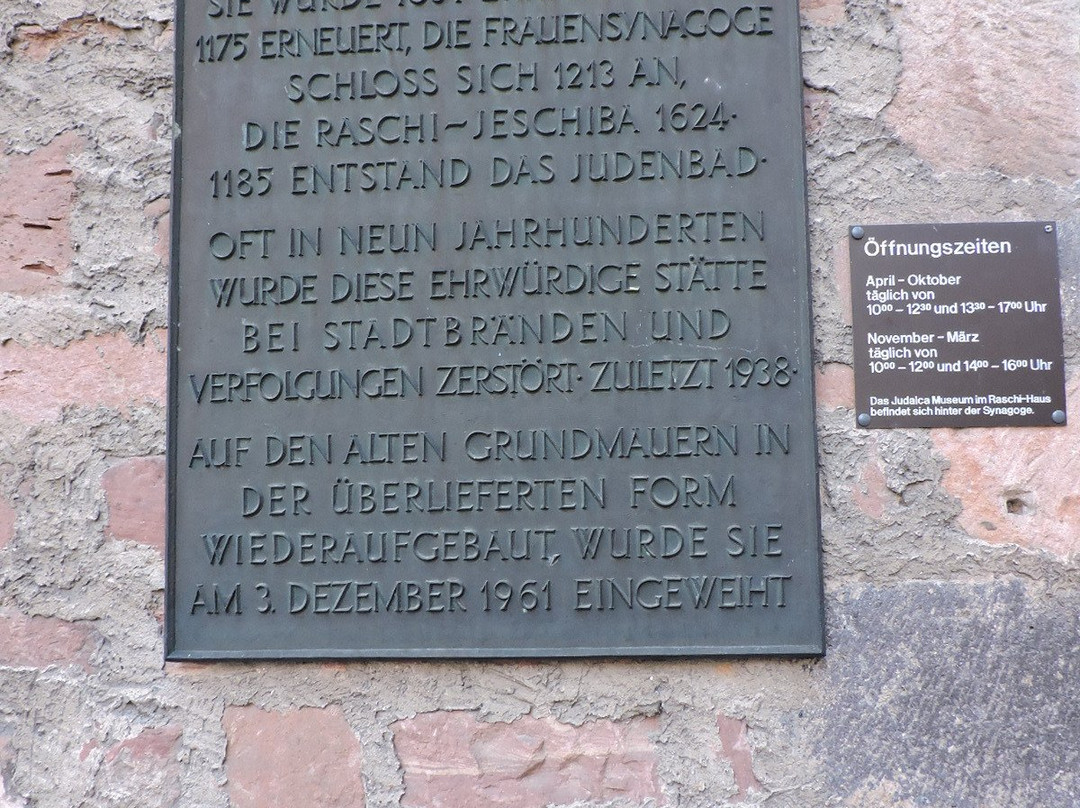 SIE WURDE
1175 ERNEUERT, DIE FRAUENSYNAGOGE
SCHLOSS SICH 1213 AN,
DIE RASCHI-JESCHIBA 1624·
1185 ENTSTAND DAS JUDENBAD·
OFT IN NEUN JAHRHUNDERTEN
WURDE DIESE EHRWÜRDIGE STÄTTE
BEI STADTBRÄNDEN UND
VERFOLGUNGEN ZERSTÖRT· ZULETZT 1938·
AUF DEN ALTEN GRUNDMAUERN IN
DER ÜBERLIEFERTEN FORM
WIEDERAUFGEBAUT, WURDE SIE
AM 3. DEZEMBER 1961 EINGEWEIHT
Öffnungszeiten
April – Oktober
täglich von
10⁰⁰ – 12³⁰ und 13³⁰ – 17⁰⁰ Uhr
November – März
täglich von
10⁰⁰ – 12⁰⁰ und 14⁰⁰ – 16⁰⁰ Uhr
Das Judaica Museum im Raschi-Haus
befindet sich hinter der Synagoge.